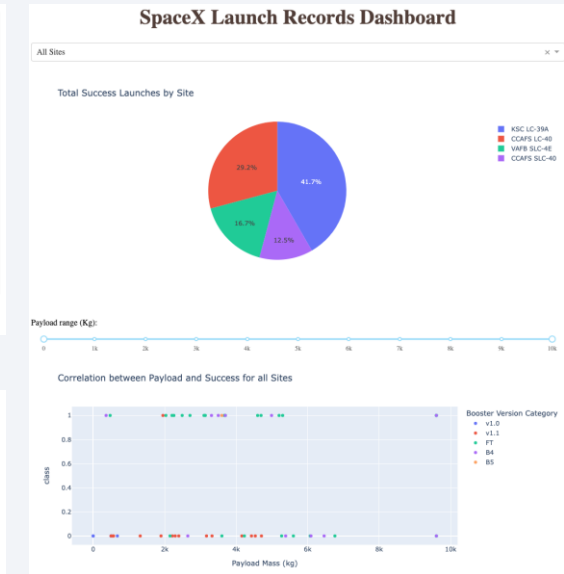 SpaceX Launch Records Dashboard
All Sites
Total Success Launches by Site
KSC LC-39A
CCAFS LC-40
VAFB SLC-4E
CCAFS SLC-40
29.2%
41.7%
16.7%
12.5%
Payload range (Kg):
0 1k 2k 3k 4k 5k 6k 7k 8k 9k 10k
Correlation between Payload and Success for all Sites
Booster Version Category
v1.0
v1.1
FT
B4
B5
1
0.8
0.6
0.4
0.2
0
class
0 2k 4k 6k 8k 10k
Payload Mass (kg)